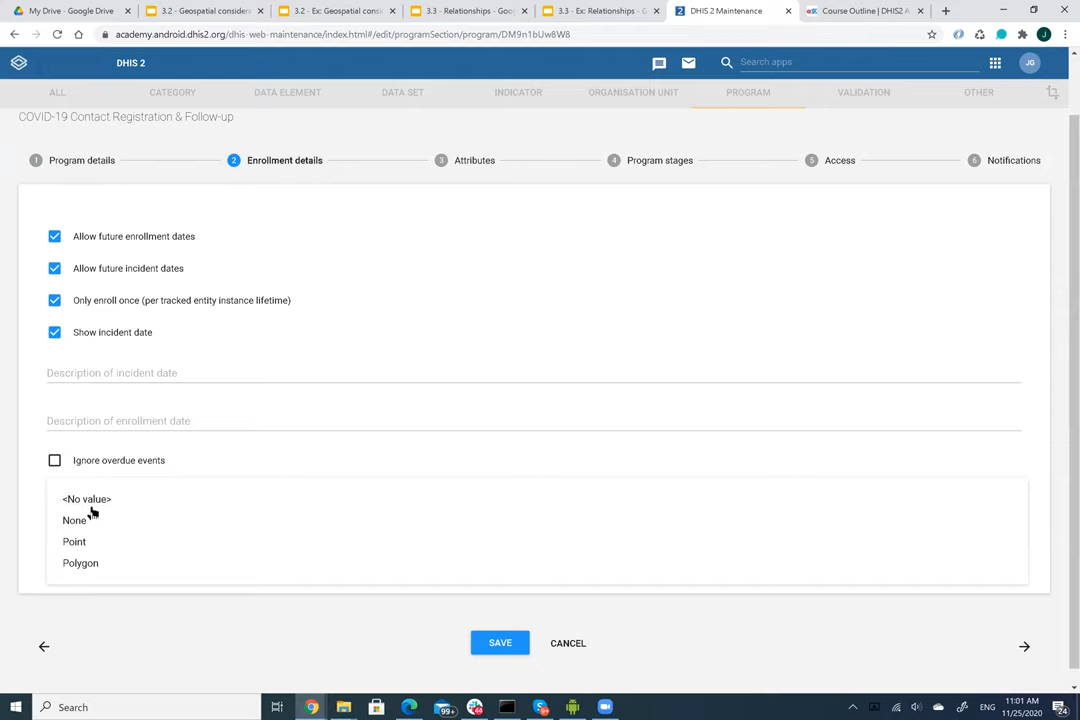 My Drive - Google Drive
3.2 - Geospatial consider
3.2 - Ex: Geospatial consi
3.3 - Relationships - Goo
3.3 - Ex: Relationships - G
DHIS 2 Maintenance
Course Outline | DHIS2 A
academy.android.dhis2.org/dhis-web-maintenance/index.html#/edit/programSection/program/DM9n1bUw8W8
J
DHIS 2
Search apps
JG
ALL
CATEGORY
DATA ELEMENT
DATA SET
INDICATOR
ORGANISATION UNIT
PROGRAM
VALIDATION
OTHER
COVID-19 Contact Registration & Follow-up
1 Program details
2 Enrollment details
3 Attributes
4 Program stages
5 Access
6 Notifications
Allow future enrollment dates
Allow future incident dates
Only enroll once (per tracked entity instance lifetime)
Show incident date
Description of incident date
Description of enrollment date
Ignore overdue events
<No value>
None
Point
Polygon
SAVE
CANCEL
Search
99+
ENG
11:01 AM
11/25/2020
24